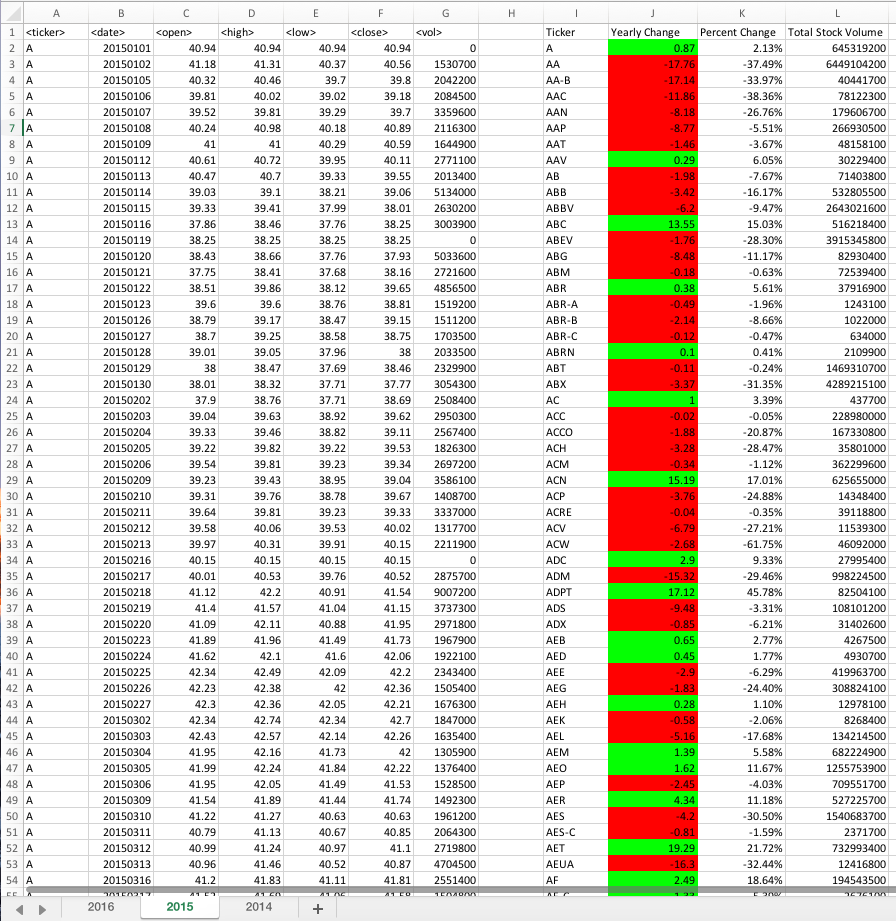 A B C D E F G H I J K L
1 <ticker> <date> <open> <high> <low> <close> <vol> Ticker Yearly Change Percent Change Total Stock Volume
2 A 20150101 40.94 40.94 40.94 40.94 0 A 0.87 2.13% 645319200
3 A 20150102 41.18 41.31 40.37 40.56 1530700 AA -17.76 -37.49% 6449104200
4 A 20150105 40.32 40.46 39.7 39.8 2042200 AA-B -17.14 -33.97% 40441700
5 A 20150106 39.81 40.02 39.02 39.18 2084500 AAC -11.86 -38.36% 78122300
6 A 20150107 39.52 39.81 39.29 39.7 3359600 AAN -8.18 -26.76% 179606700
7 A 20150108 40.24 40.98 40.18 40.89 2116300 AAP -8.77 -5.51% 266930500
8 A 20150109 41 41 40.29 40.59 1644900 AAT -1.46 -3.67% 48158100
9 A 20150112 40.61 40.72 39.95 40.11 2771100 AAV 0.29 6.05% 30229400
10 A 20150113 40.47 40.7 39.33 39.55 2013400 AB -1.98 -7.67% 71403800
11 A 20150114 39.03 39.1 38.21 39.06 5134000 ABB -3.42 -16.17% 532805500
12 A 20150115 39.33 39.41 37.99 38.01 2630200 ABBV -6.2 -9.47% 2643021600
13 A 20150116 37.86 38.46 37.76 38.25 3003900 ABC 13.55 15.03% 516218400
14 A 20150119 38.25 38.25 38.25 38.25 0 ABEV -1.76 -28.30% 3915345800
15 A 20150120 38.43 38.66 37.76 37.93 5033600 ABG -8.48 -11.17% 82930400
16 A 20150121 37.75 38.41 37.68 38.16 2721600 ABM -0.18 -0.63% 72539400
17 A 20150122 38.51 39.86 38.12 39.65 4856500 ABR 0.38 5.61% 37916900
18 A 20150123 39.6 39.6 38.76 38.81 1519200 ABR-A -0.49 -1.96% 1243100
19 A 20150126 38.79 39.17 38.47 39.15 1511200 ABR-B -2.14 -8.66% 1022000
20 A 20150127 38.7 39.25 38.58 38.75 1703500 ABR-C -0.12 -0.47% 634000
21 A 20150128 39.01 39.05 37.96 38 2033500 ABRN 0.1 0.41% 2109900
22 A 20150129 38 38.47 37.69 38.46 2329900 ABT -0.11 -0.24% 1469310700
23 A 20150130 38.01 38.32 37.71 37.77 3054300 ABX -3.37 -31.35% 4289215100
24 A 20150202 37.9 38.76 37.71 38.69 2508400 AC 1 3.39% 437700
25 A 20150203 39.04 39.63 38.92 39.62 2950300 ACC -0.02 -0.05% 228980000
26 A 20150204 39.33 39.46 38.82 39.11 2567400 ACCO -1.88 -20.87% 167330800
27 A 20150205 39.22 39.82 39.22 39.53 1826300 ACH -3.28 -28.47% 35801000
28 A 20150206 39.54 39.81 39.23 39.34 2697200 ACM -0.34 -1.12% 362299600
29 A 20150209 39.23 39.43 38.95 39.04 3586100 ACN 15.19 17.01% 625655000
30 A 20150210 39.31 39.76 38.78 39.67 1408700 ACP -3.76 -24.88% 14348400
31 A 20150211 39.64 39.81 39.23 39.33 3337000 ACRE -0.04 -0.35% 39118800
32 A 20150212 39.58 40.06 39.53 40.02 1317700 ACV -6.79 -27.21% 11539300
33 A 20150213 39.97 40.31 39.91 40.15 2211900 ACW -2.68 -61.75% 46092000
34 A 20150216 40.15 40.15 40.15 40.15 0 ADC 2.9 9.33% 27995400
35 A 20150217 40.01 40.53 39.76 40.52 2875700 ADM -15.32 -29.46% 998224500
36 A 20150218 41.12 42.2 40.91 41.54 9007200 ADPT 17.12 45.78% 82504100
37 A 20150219 41.4 41.57 41.04 41.15 3737300 ADS -9.48 -3.31% 108101200
38 A 20150220 41.09 42.11 40.88 41.95 2971800 ADX -0.85 -6.21% 31402600
39 A 20150223 41.89 41.96 41.49 41.73 1967900 AEB 0.65 2.77% 4267500
40 A 20150224 41.62 42.1 41.6 42.06 1922100 AED 0.45 1.77% 4930700
41 A 20150225 42.34 42.49 42.09 42.2 2343400 AEE -2.9 -6.29% 419963700
42 A 20150226 42.23 42.38 42 42.36 1505400 AEG -1.83 -24.40% 308824100
43 A 20150227 42.3 42.36 42.05 42.21 1676300 AEH 0.28 1.10% 12978100
44 A 20150302 42.34 42.74 42.34 42.7 1847000 AEK -0.58 -2.06% 8268400
45 A 20150303 42.43 42.57 42.14 42.26 1635400 AEL -5.16 -17.68% 134214500
46 A 20150304 41.95 42.16 41.73 42 1305900 AEM 1.39 5.58% 682224900
47 A 20150305 41.99 42.24 41.84 42.22 1376400 AEO 1.62 11.67% 1255753900
48 A 20150306 41.95 42.05 41.49 41.53 1528500 AEP -2.45 -4.03% 709551700
49 A 20150309 41.54 41.89 41.44 41.74 1492300 AER 4.34 11.18% 527225700
50 A 20150310 41.22 41.27 40.63 40.63 1961200 AES -4.2 -30.50% 1540683700
51 A 20150311 40.79 41.13 40.67 40.85 2064300 AES-C -0.81 -1.59% 2371700
52 A 20150312 40.99 41.24 40.97 41.1 2719800 AET 19.29 21.72% 732993400
53 A 20150313 40.96 41.46 40.52 40.87 4704500 AEUA -16.3 -32.44% 12416800
54 A 20150316 41.2 41.83 41.11 41.81 2551400 AF 2.49 18.64% 194543500
2016 2015 2014 +